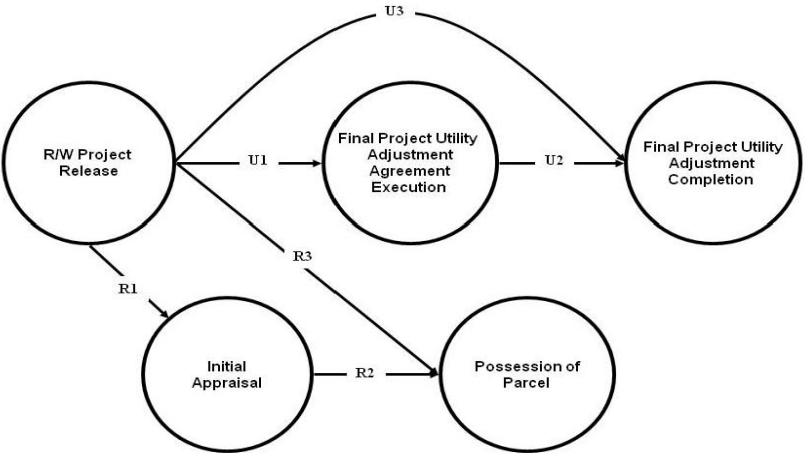 U3
R/W Project
Release
U1
Final Project Utility
Adjustment
Agreement
Execution
U2
Final Project Utility
Adjustment
Completion
R3
R1
Initial
Appraisal
R2
Possession of
Parcel